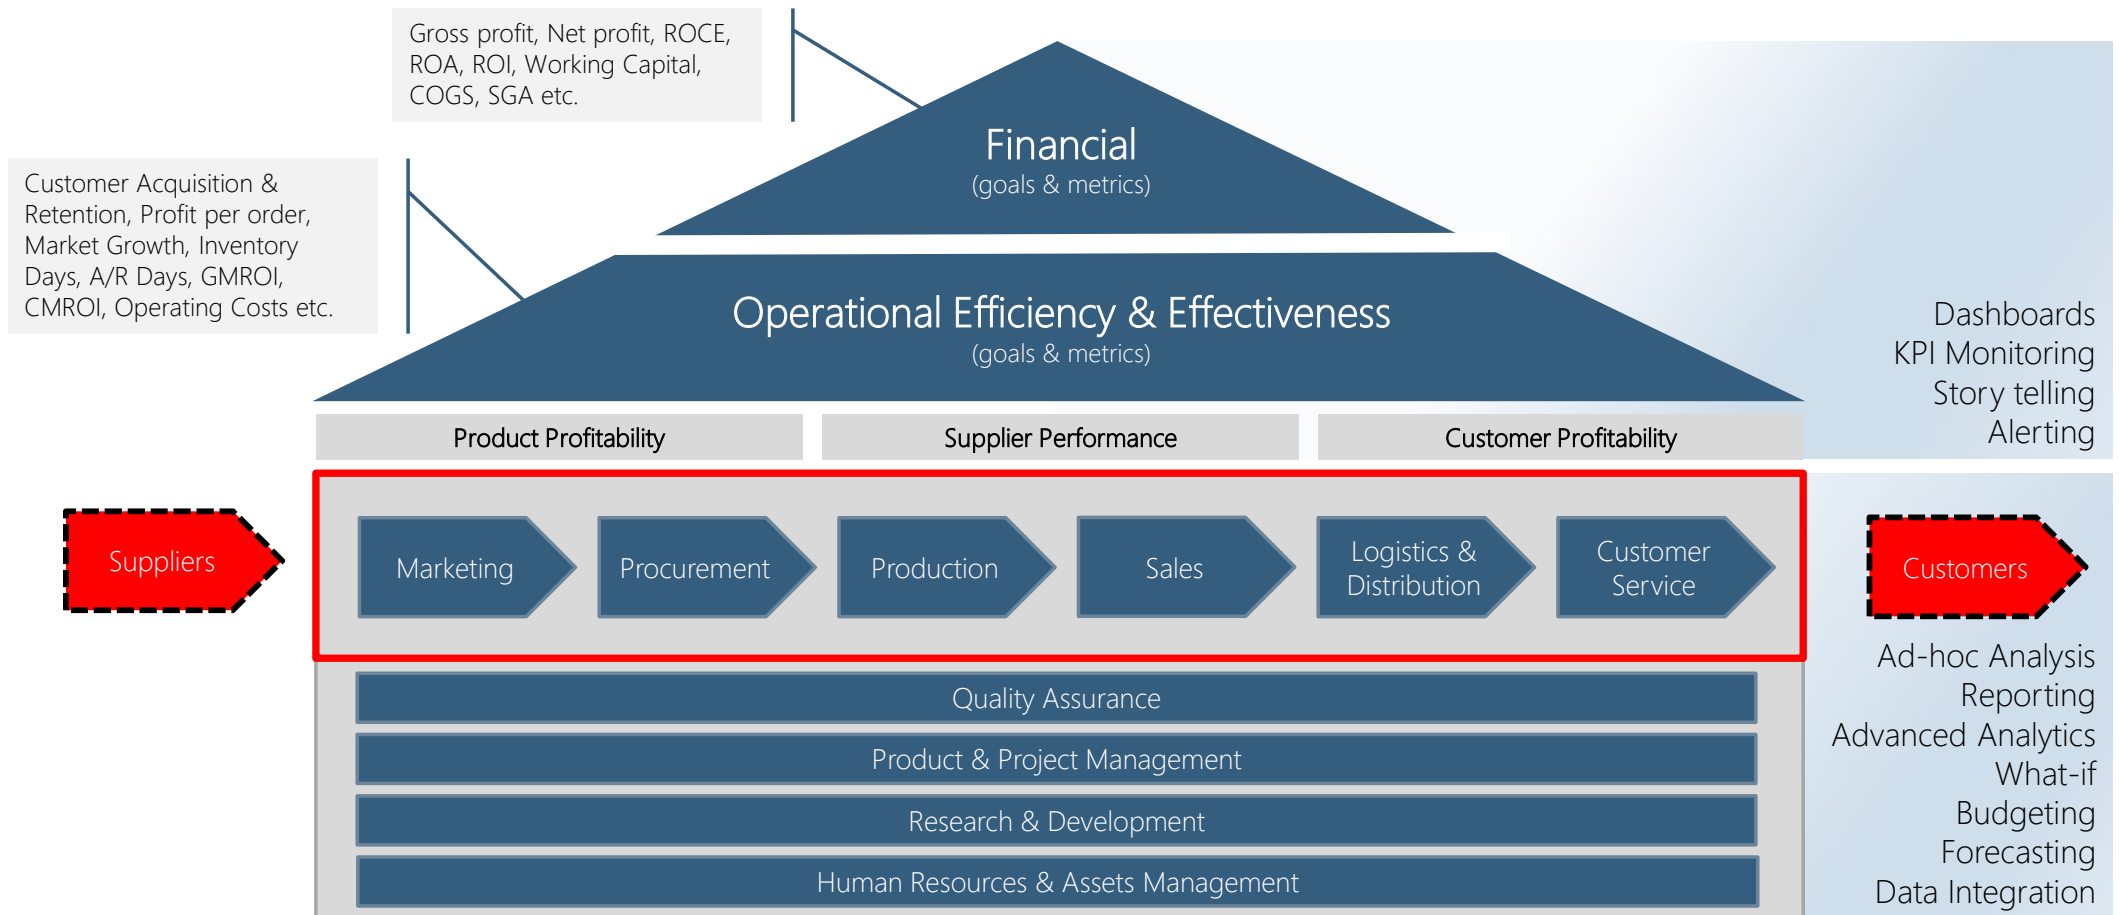 Gross profit, Net profit, ROCE,
ROA, ROI, Working Capital,
COGS, SGA etc.
Financial
(goals & metrics)
Customer Acquisition &
Retention, Profit per order,
Market Growth, Inventory
Days, A/R Days, GMROI,
CMROI, Operating Costs etc.
Operational Efficiency & Effectiveness
(goals & metrics)
Dashboards
KPI Monitoring
Story telling
Alerting
Product Profitability
Supplier Performance
Customer Profitability
Suppliers
Marketing
Procurement
Production
Sales
Logistics &
Distribution
Customer
Service
Customers
Quality Assurance
Product & Project Management
Research & Development
Human Resources & Assets Management
Ad-hoc Analysis
Reporting
Advanced Analytics
What-if
Budgeting
Forecasting
Data Integration